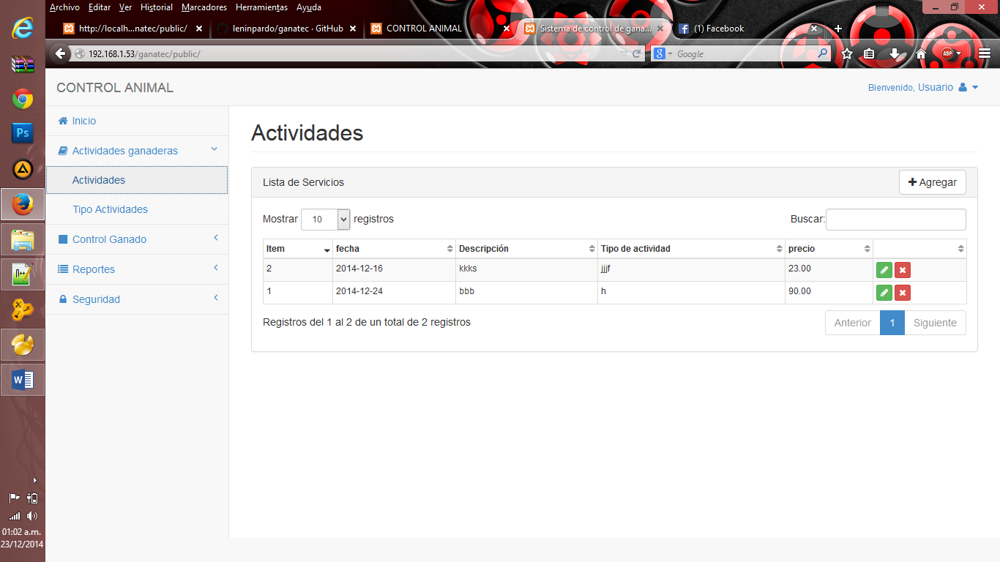 Archivo Editar Ver Historial Marcadores Herramientas Ayuda
http://localh...natec/public/ leninpardo/ganatec · GitHub CONTROL ANIMAL Sistema de control de gana... (1) Facebook
192.168.1.53/ganatec/public/ Google ABP
CONTROL ANIMAL Bienvenido, Usuario
Inicio
Actividades ganaderas
Actividades
Tipo Actividades
Control Ganado
Reportes
Seguridad
Actividades
Lista de Servicios Agregar
Mostrar 10 registros Buscar:
Item fecha Descripción Tipo de actividad precio
2 2014-12-16 kkks jjjf 23.00
1 2014-12-24 bbb h 90.00
Registros del 1 al 2 de un total de 2 registros Anterior 1 Siguiente
Ps
W
01:02 a.m.
23/12/2014